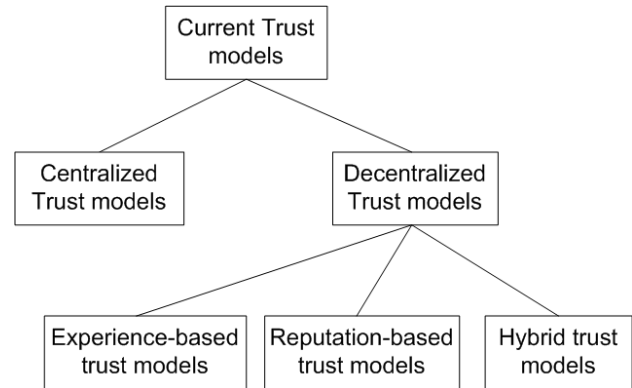 Current Trust
models
Centralized
Trust models
Decentralized
Trust models
Experience-based
trust models
Reputation-based
trust models
Hybrid trust
models